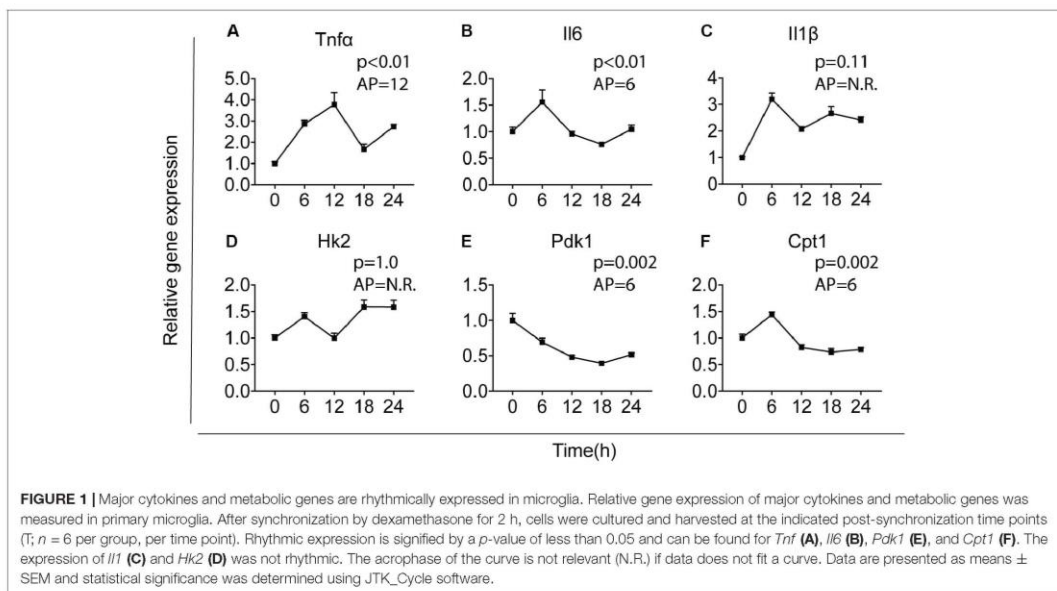 A
Tnfα
p<0.01
AP=12
5.0
4.0
3.0
2.0
1.0
0.0
0 6 12 18 24
B
Il6
p<0.01
AP=6
2.0
1.5
1.0
0.5
0.0
0 6 12 18 24
C
Il1β
p=0.11
AP=N.R.
4
3
2
1
0
0 6 12 18 24
Relative gene expression
D
Hk2
p=1.0
AP=N.R.
2.0
1.5
1.0
0.5
0.0
0 6 12 18 24
E
Pdk1
p=0.002
AP=6
1.5
1.0
0.5
0.0
0 6 12 18 24
F
Cpt1
p=0.002
AP=6
2.0
1.5
1.0
0.5
0.0
0 6 12 18 24
Time(h)
FIGURE 1 | Major cytokines and metabolic genes are rhythmically expressed in microglia. Relative gene expression of major cytokines and metabolic genes was
measured in primary microglia. After synchronization by dexamethasone for 2 h, cells were cultured and harvested at the indicated post-synchronization time points
(T; n = 6 per group, per time point). Rhythmic expression is signified by a p-value of less than 0.05 and can be found for Tnf (A), Il6 (B), Pdk1 (E), and Cpt1 (F). The
expression of Il1 (C) and Hk2 (D) was not rhythmic. The acrophase of the curve is not relevant (N.R.) if data does not fit a curve. Data are presented as means ±
SEM and statistical significance was determined using JTK_Cycle software.